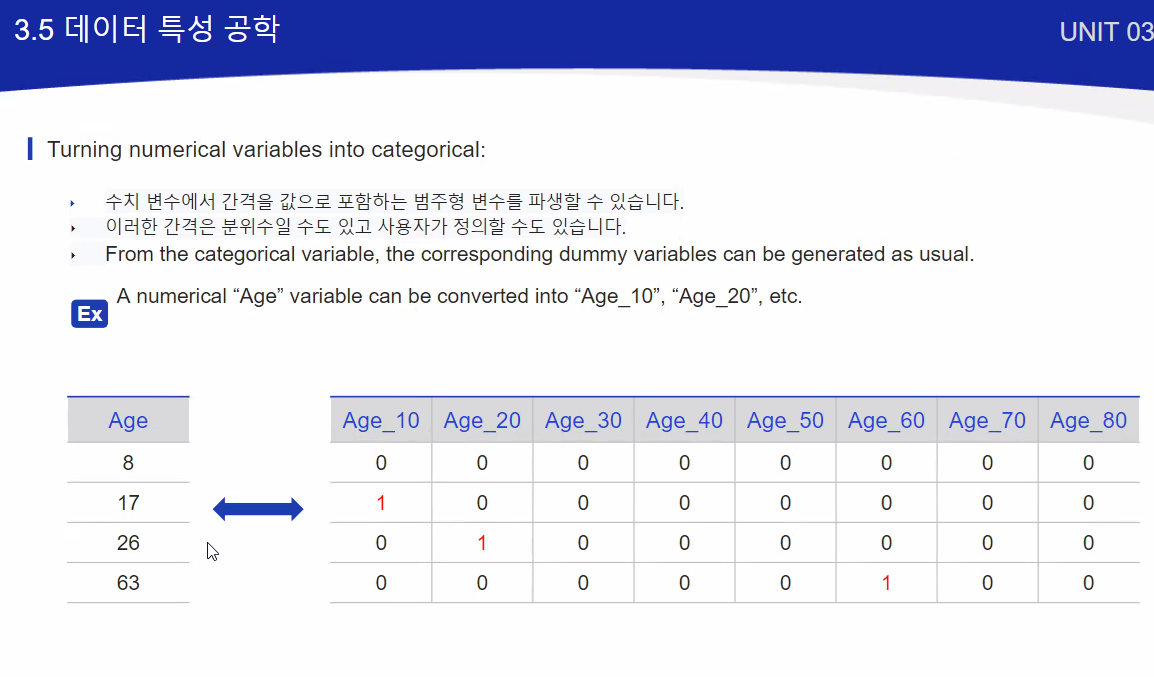 3.5 데이터 특성 공학
UNIT 03
Turning numerical variables into categorical:
수치 변수에서 간격을 값으로 포함하는 범주형 변수를 파생할 수 있습니다.
이러한 간격은 분위수일 수도 있고 사용자가 정의할 수도 있습니다.
From the categorical variable, the corresponding dummy variables can be generated as usual.
Ex A numerical “Age” variable can be converted into “Age_10”, “Age_20”, etc.
Age
8
17
26
63
Age_10 Age_20 Age_30 Age_40 Age_50 Age_60 Age_70 Age_80
0 0 0 0 0 0 0 0
1 0 0 0 0 0 0 0
0 1 0 0 0 0 0 0
0 0 0 0 0 1 0 0